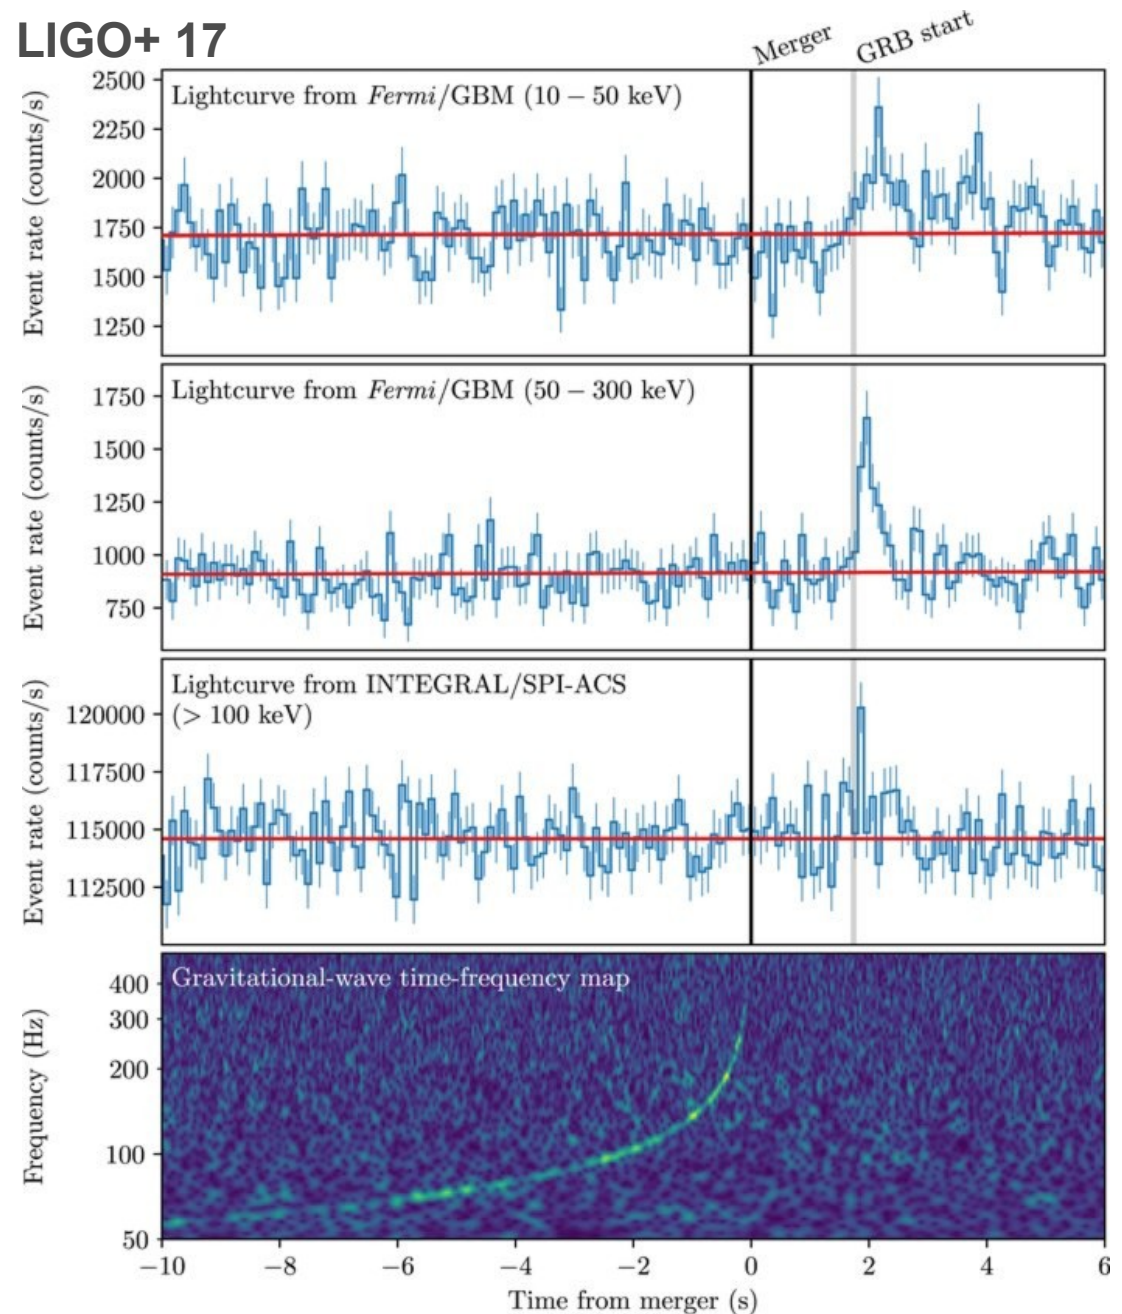 LIGO+ 17
Merger
GRB start
Lightcurve from Fermi/GBM (10 − 50 keV)
Event rate (counts/s)
2500
2250
2000
1750
1500
1250
Lightcurve from Fermi/GBM (50 − 300 keV)
Event rate (counts/s)
1750
1500
1250
1000
750
Lightcurve from INTEGRAL/SPI-ACS
(> 100 keV)
Event rate (counts/s)
120000
117500
115000
112500
Gravitational-wave time-frequency map
Frequency (Hz)
400
300
200
100
50
−10 −8 −6 −4 −2 0 2 4 6
Time from merger (s)